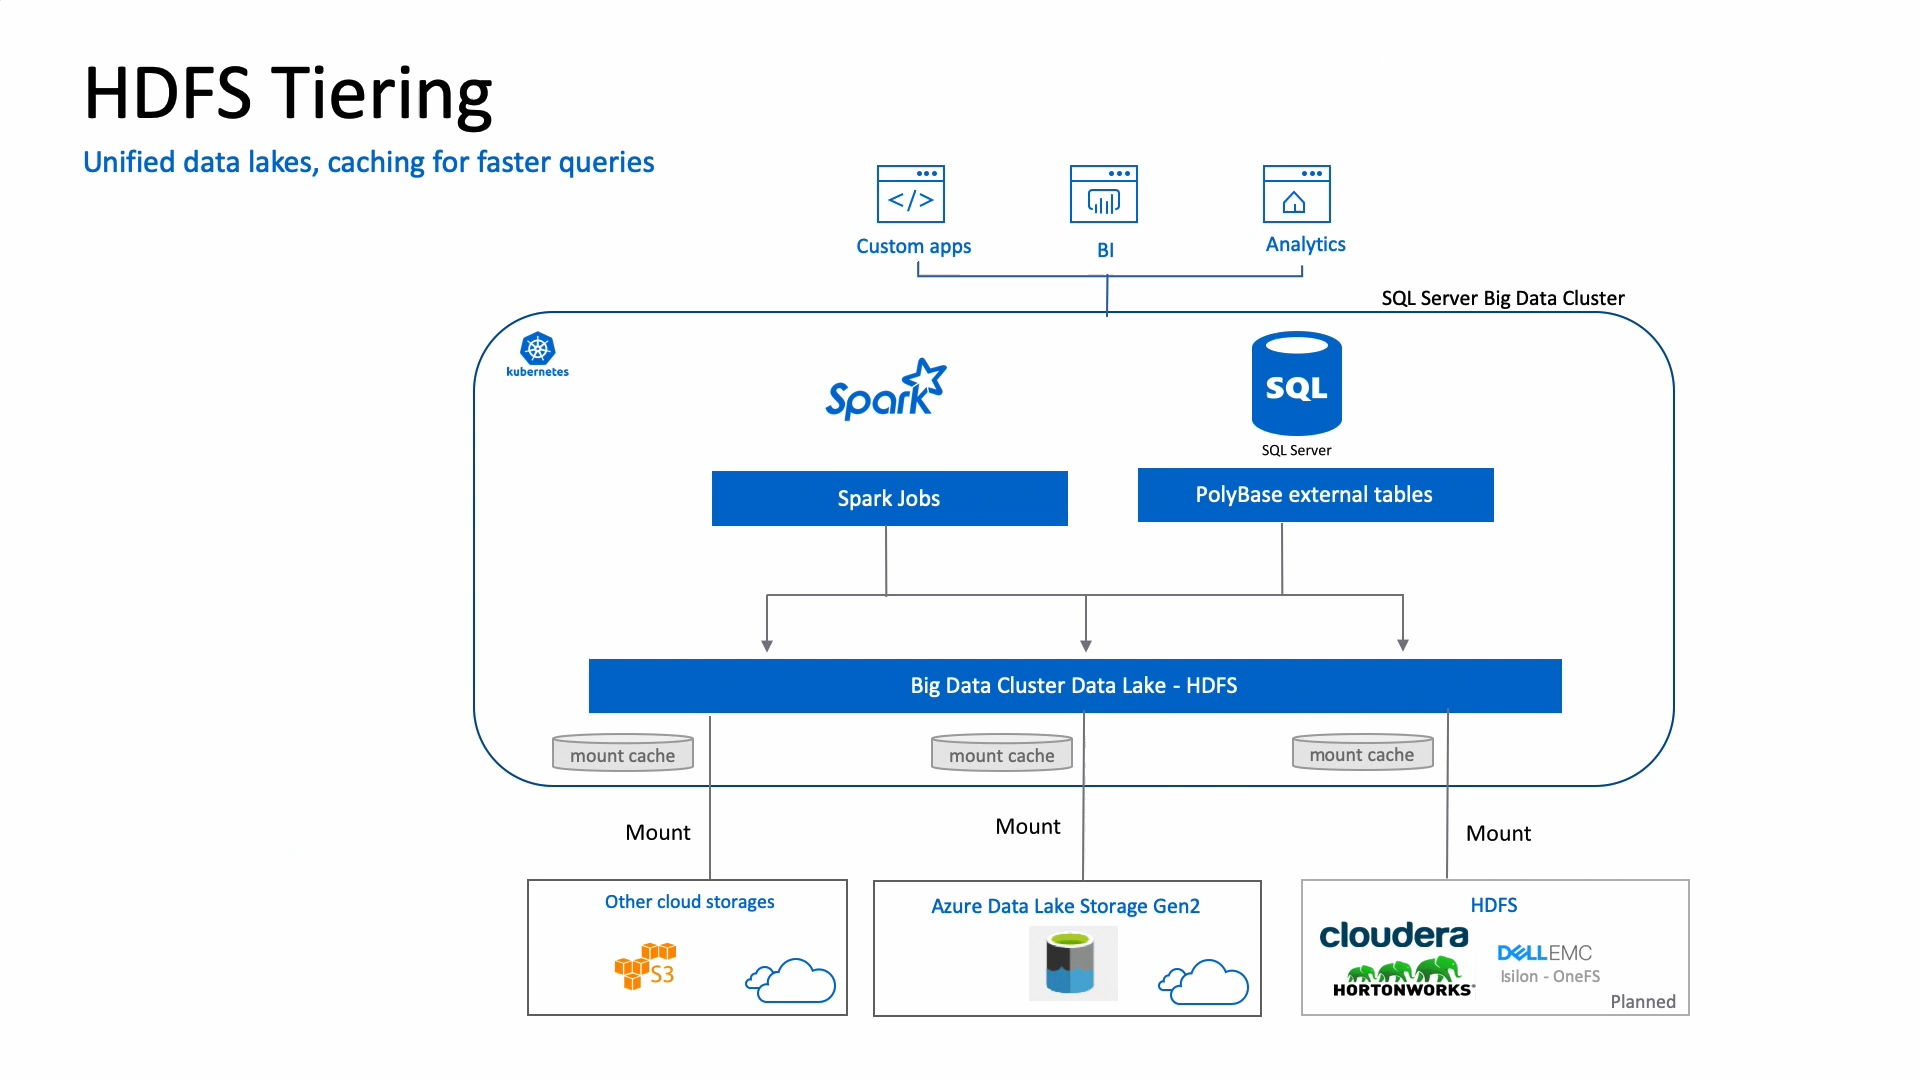 HDFS Tiering
Unified data lakes, caching for faster queries
</>
Custom apps
BI
Analytics
SQL Server Big Data Cluster
kubernetes
Spark
SQL
SQL Server
Spark Jobs
PolyBase external tables
Big Data Cluster Data Lake - HDFS
mount cache
mount cache
mount cache
Mount
Mount
Mount
Other cloud storages
S3
Azure Data Lake Storage Gen2
HDFS
cloudera
HORTONWORKS®
DELL EMC
Isilon - OneFS
Planned